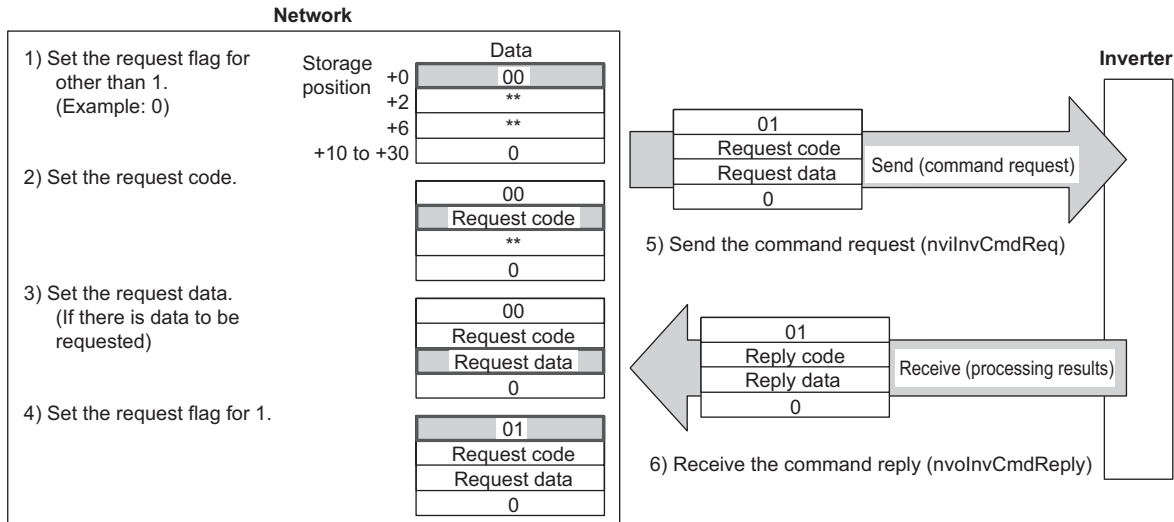 Network
1) Set the request flag for
other than 1.
(Example: 0)
Storage
position
Data
+0
00
+2
**
+6
**
+10 to +30
0
2) Set the request code.
00
Request code
**
0
3) Set the request data.
(If there is data to be
requested)
00
Request code
Request data
0
4) Set the request flag for 1.
01
Request code
Request data
0
Inverter
01
Request code
Request data
0
Send (command request)
5) Send the command request (nviInvCmdReq)
01
Reply code
Reply data
0
Receive (processing results)
6) Receive the command reply (nvoInvCmdReply)